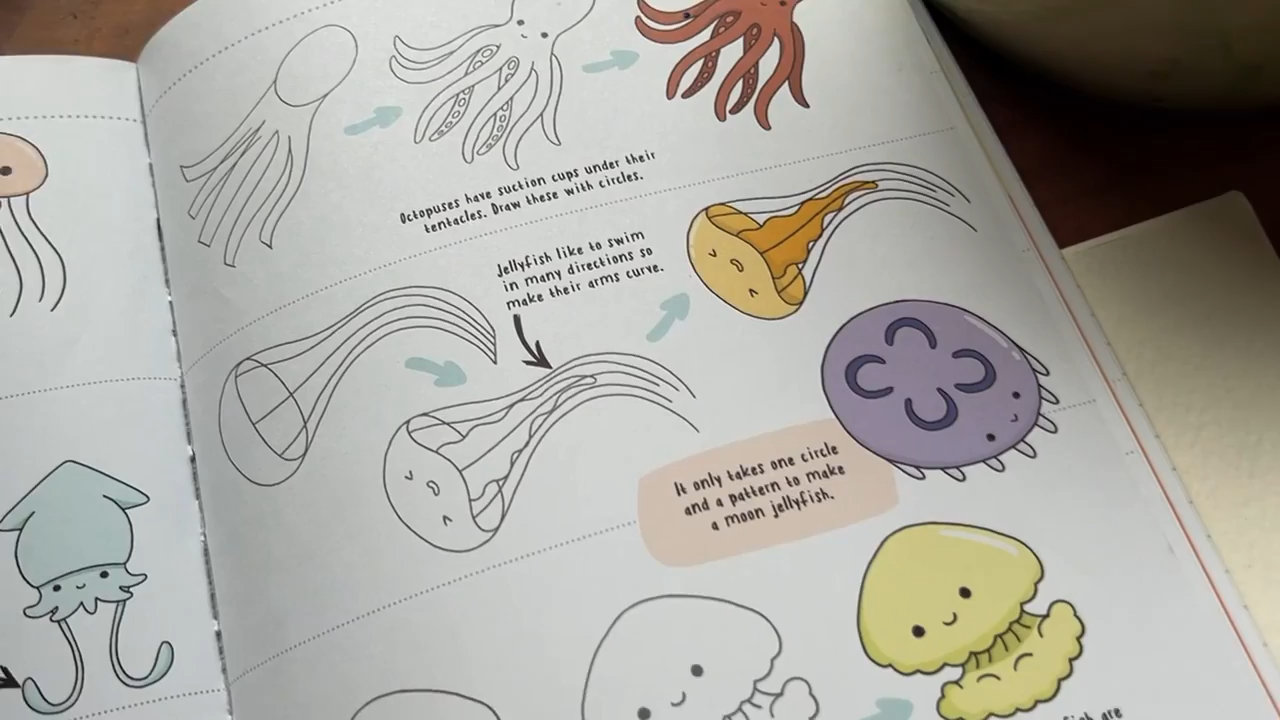 Octopuses have suction cups under their
tentacles. Draw these with circles.
Jellyfish like to swim
in many directions so
make their arms curve.
It only takes one circle
and a pattern to make
a moon jellyfish.
are